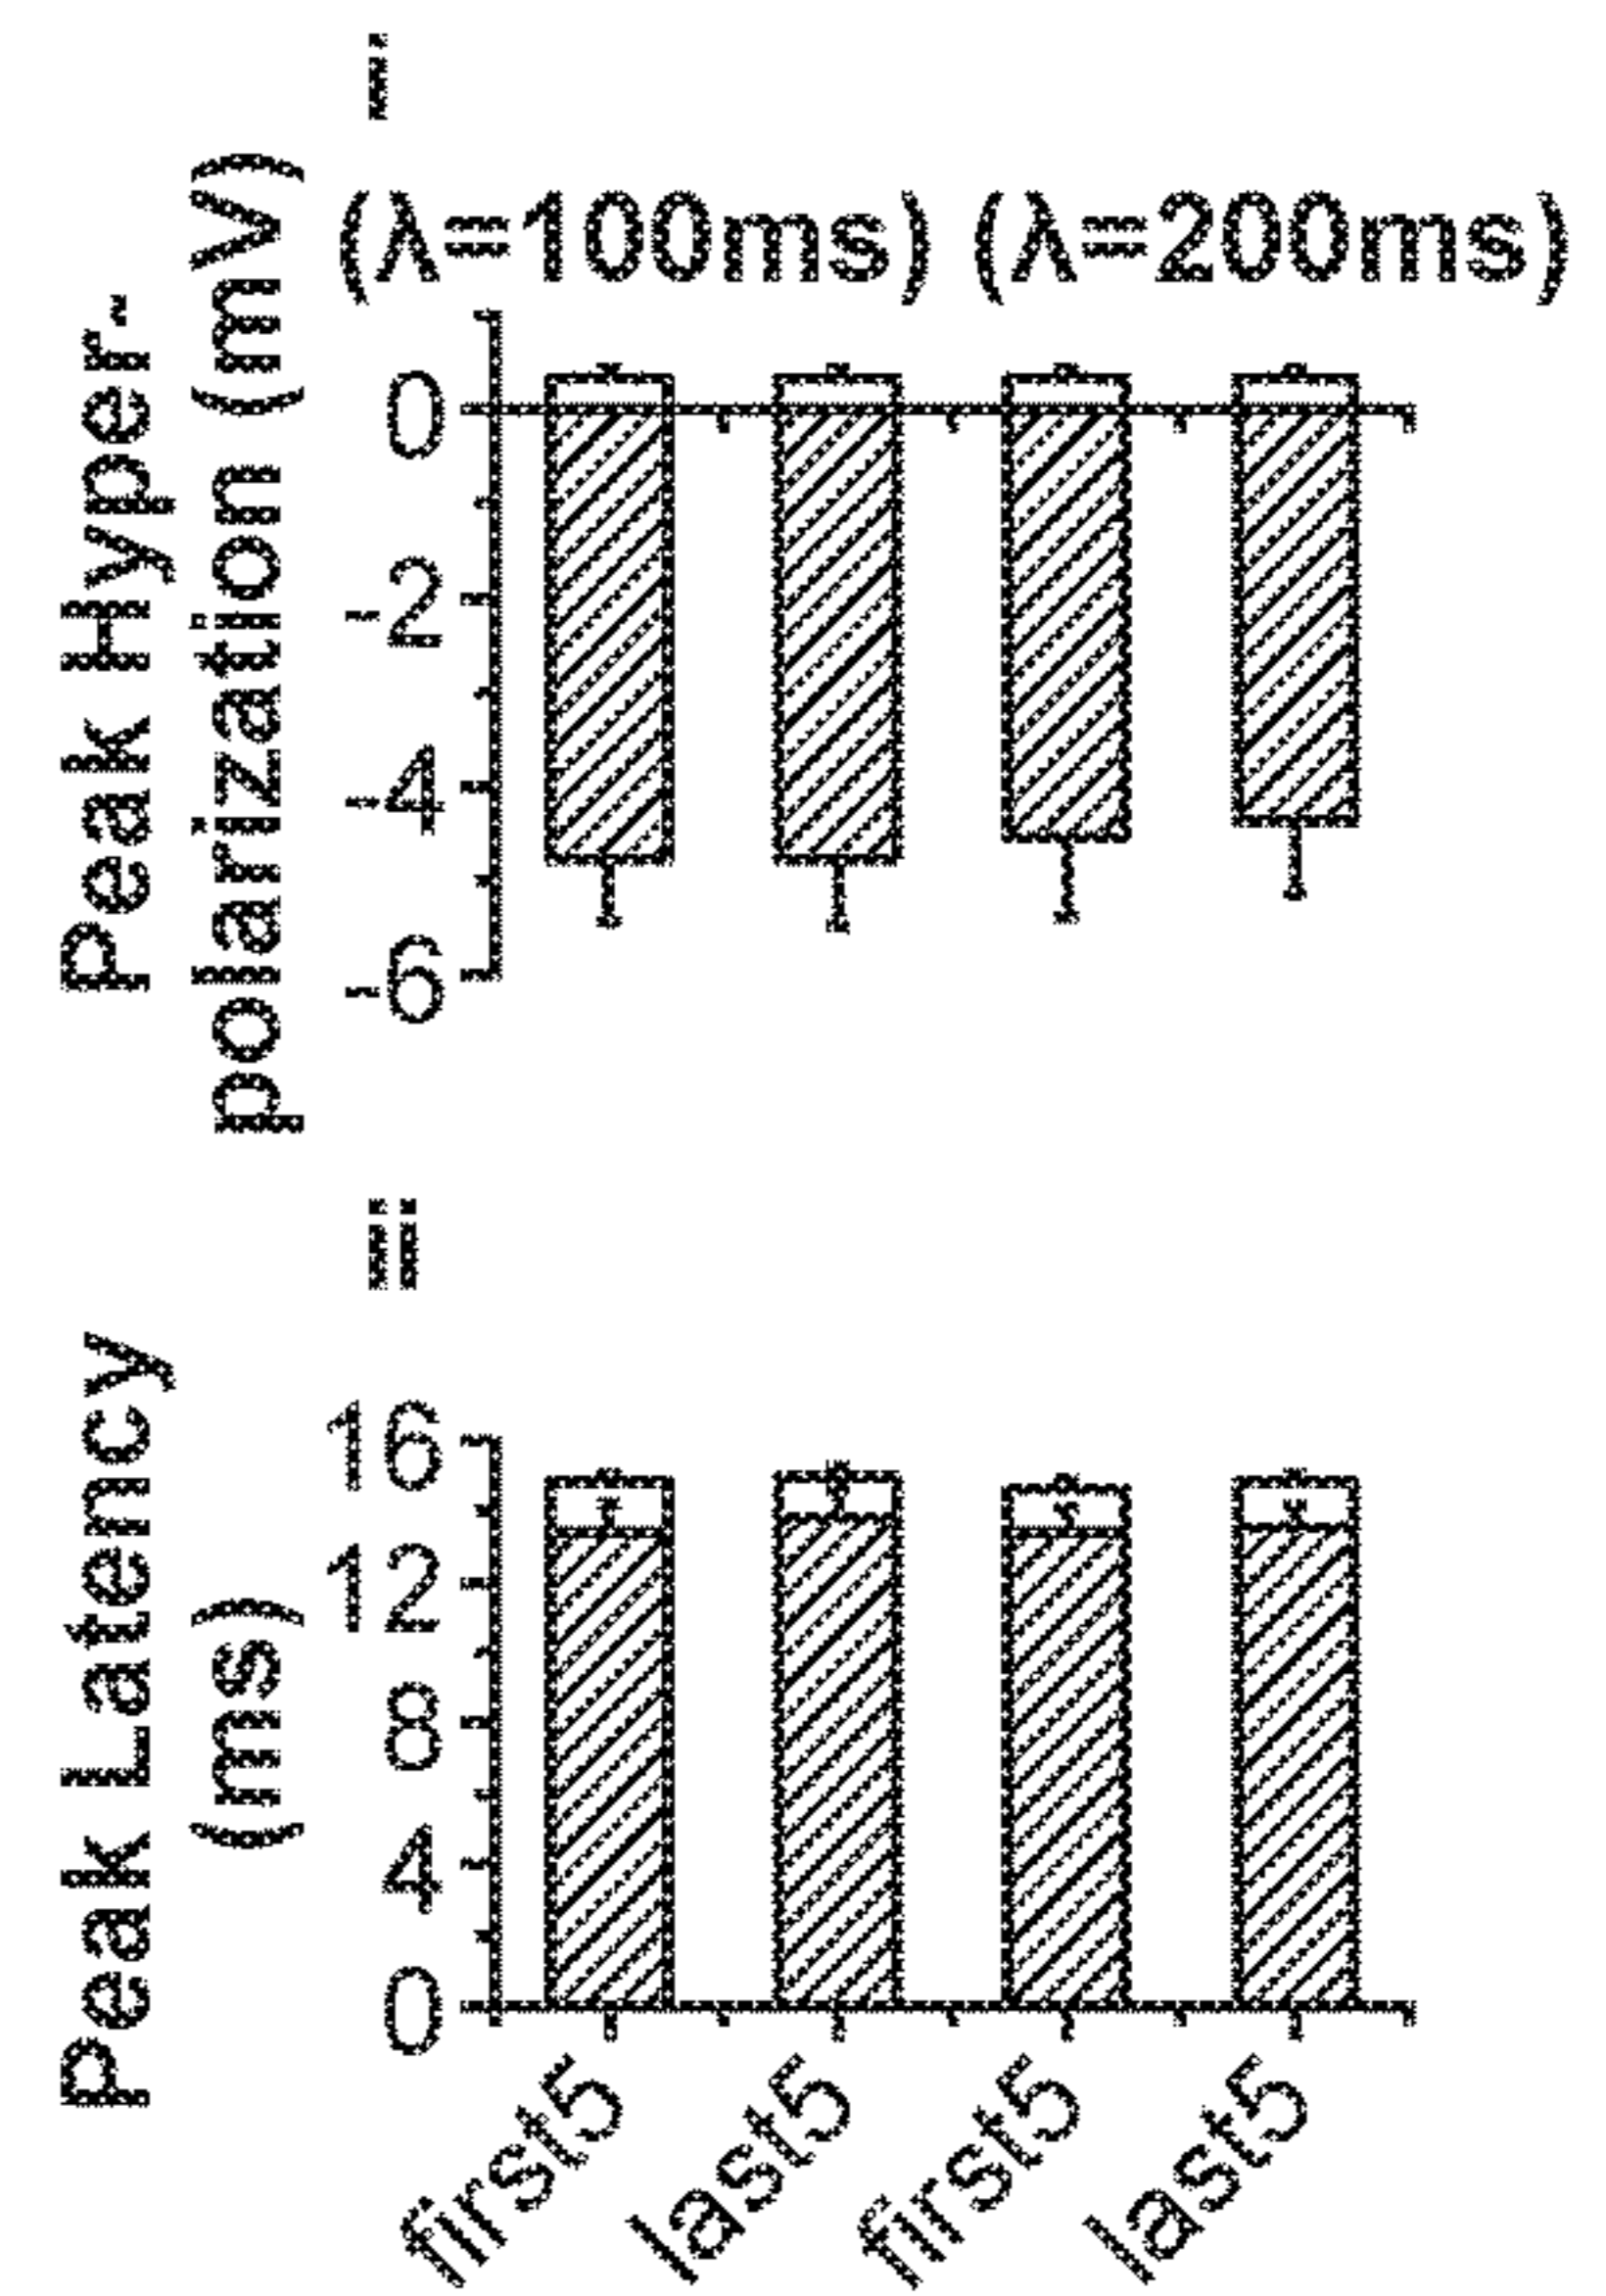 i
Peak Hyper-
polarization (mV)
(λ=100ms) (λ=200ms)
0
-2
-4
-6
ii
Peak Latency
(ms)
16
12
8
4
0
first5 last5 first5 last5